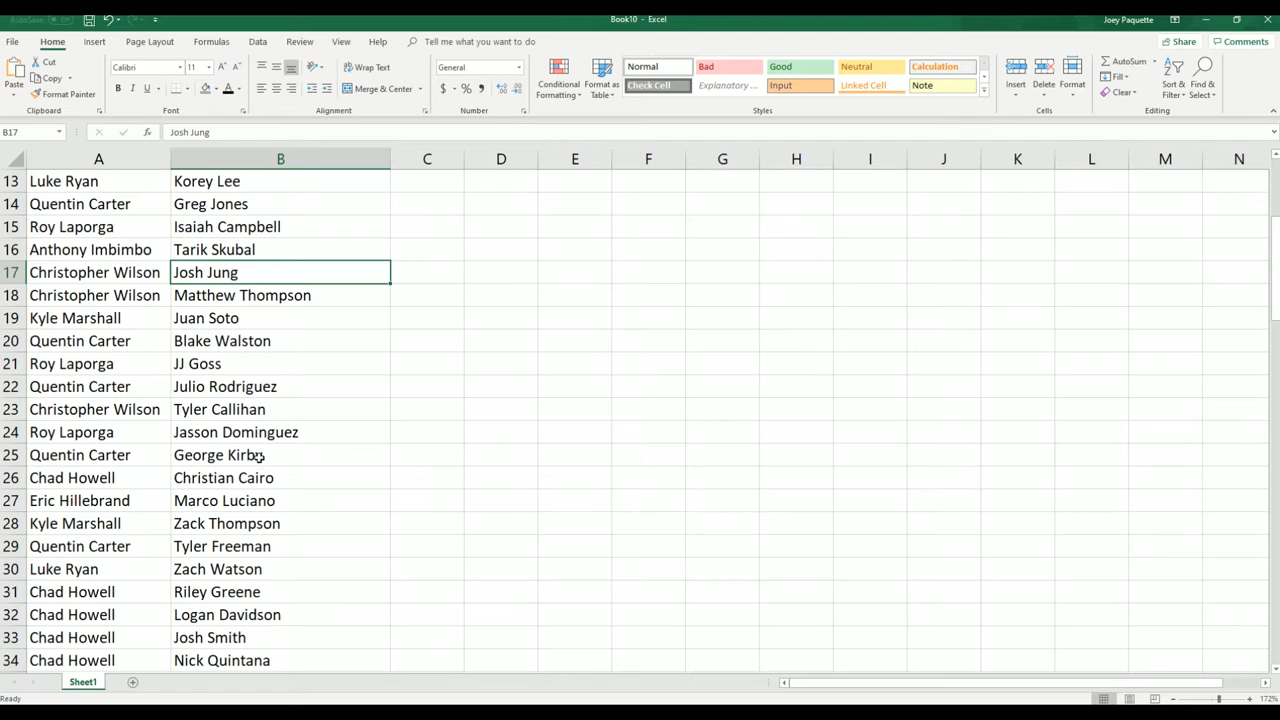 AutoSave Off
Book10 - Excel
Joey Paquette
File Home Insert Page Layout Formulas Data Review View Help Tell me what you want to do Share Comments
Paste
Cut
Copy
Format Painter
Clipboard
Calibri 11
B I U
Font
Wrap Text
Merge & Center
Alignment
General
$ % ,
Number
Conditional Formatting
Format as Table
Normal Bad Good Neutral Calculation
Check Cell Explanatory ... Input Linked Cell Note
Styles
Insert Delete Format
Cells
AutoSum
Fill
Clear
Sort & Filter
Find & Select
Editing
B17 fx Josh Jung
A B C D E F G H I J K L M N
13 Luke Ryan Korey Lee
14 Quentin Carter Greg Jones
15 Roy Laporga Isaiah Campbell
16 Anthony Imbimbo Tarik Skubal
17 Christopher Wilson Josh Jung
18 Christopher Wilson Matthew Thompson
19 Kyle Marshall Juan Soto
20 Quentin Carter Blake Walston
21 Roy Laporga JJ Goss
22 Quentin Carter Julio Rodriguez
23 Christopher Wilson Tyler Callihan
24 Roy Laporga Jasson Dominguez
25 Quentin Carter George Kirby
26 Chad Howell Christian Cairo
27 Eric Hillebrand Marco Luciano
28 Kyle Marshall Zack Thompson
29 Quentin Carter Tyler Freeman
30 Luke Ryan Zach Watson
31 Chad Howell Riley Greene
32 Chad Howell Logan Davidson
33 Chad Howell Josh Smith
34 Chad Howell Nick Quintana
Sheet1
Ready
172%